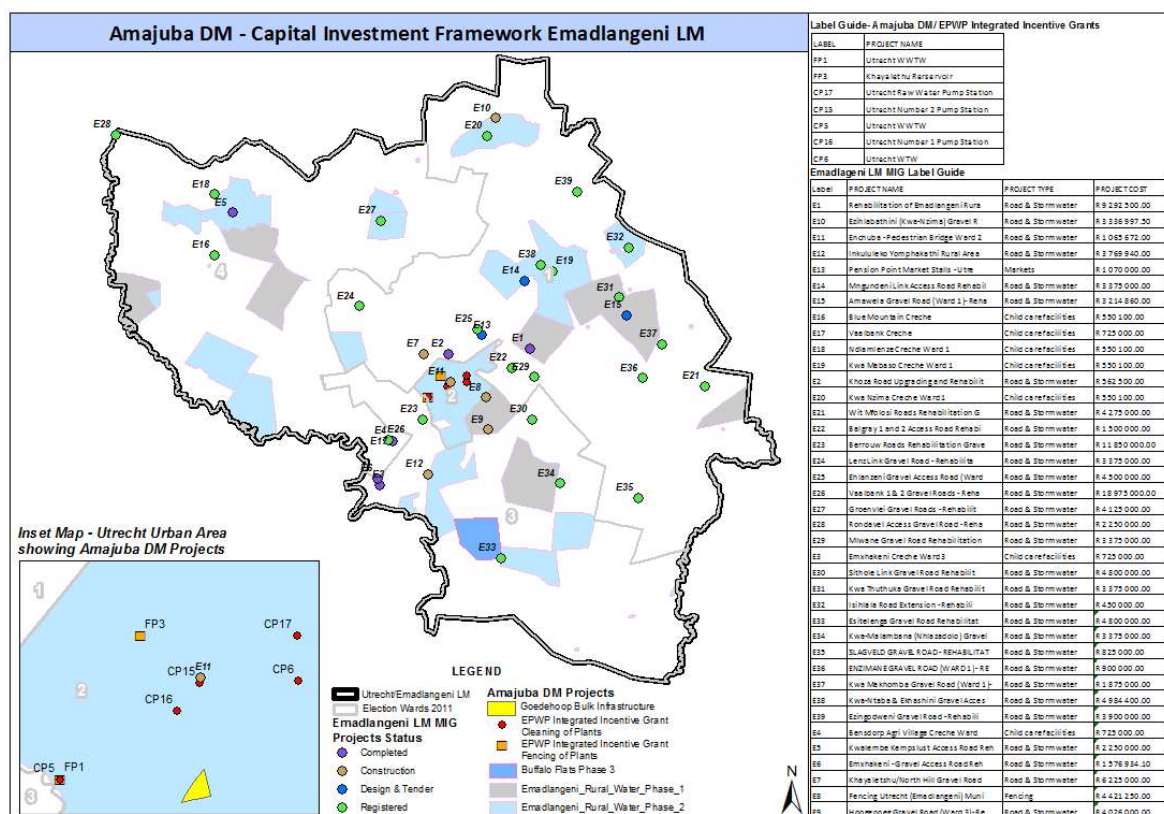 Amajuba DM - Capital Investment Framework Emadlangeni LM
E28
E10
E20
E18
E5
E39
E27
E16
4
E32
E38
E19
1
E14
E24
E31
E15
E25
E13
E37
E7
E2
E1
E22
E29
E36
E21
E11
E8
2
E23
E9
E30
E4
E26
E12
E34
E35
3
E33
Inset Map - Utrecht Urban Area
showing Amajuba DM Projects
1
FP3
CP17
CP15
E11
CP6
2
CP16
CP5
FP1
3
LEGEND
Utrecht/Emadlangeni LM
Election Wards 2011
Emadlangeni LM MIG
Projects Status
Completed
Construction
Design & Tender
Registered
Amajuba DM Projects
Goedehoop Bulk Infrastructure
EPWP Integrated Incentive Grant
Cleaning of Plants
EPWP Integrated Incentive Grant
Fencing of Plants
Buffalo Flats Phase 3
Emadlangeni_Rural_Water_Phase_1
Emadlangeni_Rural_Water_Phase_2
N
Label Guide- Amajuba DM/ EPWP Integrated Incentive Grants
LABEL PROJECT NAME
FP1 Utrecht WWTW
FP3 Khayalethu Rerservoir
CP17 Utrecht Raw Water Pump Station
CP15 Utrecht Number 2 Pump Station
CP5 Utrecht WWTW
CP16 Utrecht Number 1 Pump Station
CP6 Utrecht WTW
Emadlageni LM MIG Label Guide
Label PROJECT NAME PROJECT TYPE PROJECT COST
E1 Rehabilitation of Emadlangeni Rura Road & Stormwater R 9 292 500.00
E10 Ezihlabathini (Kwa-Nzima) Gravel R Road & Stormwater R 3 336 997.50
E11 Enchuba -Pedestrian Bridge Ward 2 Road & Stormwater R 1 065 672.00
E12 Inkululeko Yomphakathi Rural Area Road & Stormwater R 3 769 940.00
E13 Pension Point Market Stalls - Utre Markets R 1 070 000.00
E14 Mngundeni Link Access Road Rehabil Road & Stormwater R 3 375 000.00
E15 Amawela Gravel Road (Ward 1) - Reha Road & Stormwater R 3 214 860.00
E16 Blue Mountain Creche Child care facilities R 550 100.00
E17 Vaalbank Creche Child care facilities R 725 000.00
E18 Ndlamlenze Creche Ward 1 Child care facilities R 550 100.00
E19 Kwa Mabaso Creche Ward 1 Child care facilities R 550 100.00
E2 Khoza Road Upgrading and Rehabilit Road & Stormwater R 562 500.00
E20 Kwa Nzima Creche Ward 1 Child care facilities R 550 100.00
E21 Wit Mfolosi Roads Rehabilitation G Road & Stormwater R 4 275 000.00
E22 Balgray 1 and 2 Access Road Rehabi Road & Stormwater R 1 500 000.00
E23 Berrouw Roads Rehabilitation Grave Road & Stormwater R 11 850 000.00
E24 Lenz Link Gravel Road - Rehabilita Road & Stormwater R 3 375 000.00
E25 Ehlanzeni Gravel Access Road (Ward Road & Stormwater R 4 500 000.00
E26 Vaalbank 1 & 2 Gravel Roads - Reha Road & Stormwater R 18 975 000.00
E27 Groenvlei Gravel Roads - Rehabilit Road & Stormwater R 4 125 000.00
E28 Rondavel Access Gravel Road - Reha Road & Stormwater R 2 250 000.00
E29 Mlwane Gravel Road Rehabilitation Road & Stormwater R 3 375 000.00
E3 Emxhakeni Creche Ward 3 Child care facilities R 725 000.00
E30 Sithole Link Gravel Road Rehabilit Road & Stormwater R 4 800 000.00
E31 Kwa Thuthuka Gravel Road Rehabilit Road & Stormwater R 3 375 000.00
E32 Isihlala Road Extension - Rehabili Road & Stormwater R 450 000.00
E33 Esitelenga Gravel Road Rehabilitat Road & Stormwater R 4 800 000.00
E34 Kwa-Malambana (Nhlazadolo) Gravel Road & Stormwater R 3 375 000.00
E35 SLAGVELD GRAVEL ROAD - REHABILITAT Road & Stormwater R 825 000.00
E36 ENZIMANE GRAVEL ROAD (WARD 1) - RE Road & Stormwater R 900 000.00
E37 Kwa Makhomba Gravel Road (Ward 1) - Road & Stormwater R 1 875 000.00
E38 Kwa-Ntaba & Enhashini Gravel Acces Road & Stormwater R 4 984 400.00
E39 Ezingodweni Gravel Road - Rehabili Road & Stormwater R 3 900 000.00
E4 Bensdorp Agri Village Creche Ward Child care facilities R 725 000.00
E5 Kwalembe Kempslust Access Road Reh Road & Stormwater R 2 250 000.00
E6 Emxhakeni - Gravel Access Road Reh Road & Stormwater R 1 576 934.10
E7 Khayaletshu/North Hill Gravel Road Road & Stormwater R 6 225 000.00
E8 Fencing Utrecht (Emadlangeni) Muni Fencing R 4 421 250.00
E9 Road & Stormwater R 4 026 000.00